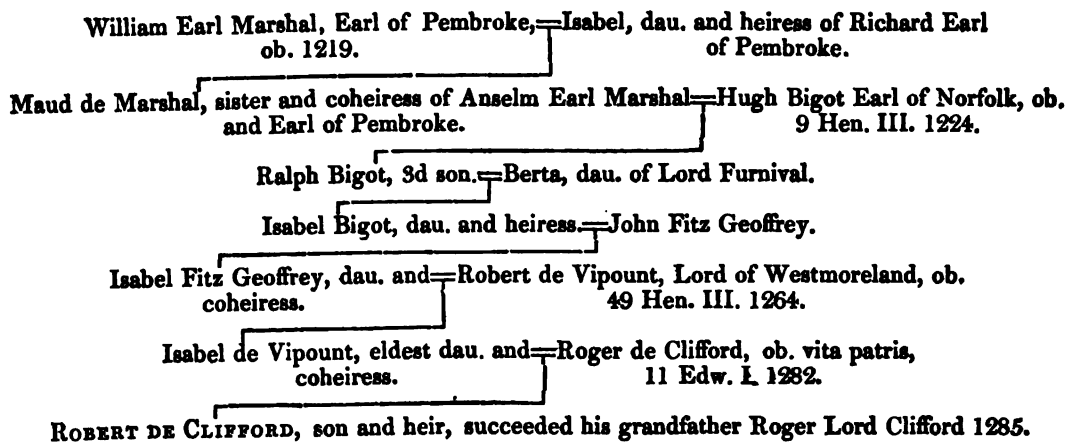 William Earl Marshal, Earl of Pembroke,=Isabel, dau. and heiress of Richard Earl
ob. 1219. of Pembroke.
Maud de Marshal, sister and coheiress of Anselm Earl Marshal=Hugh Bigot Earl of Norfolk, ob.
and Earl of Pembroke. 9 Hen. III. 1224.
Ralph Bigot, 3d son.=Berta, dau. of Lord Furnival.
Isabel Bigot, dau. and heiress.=John Fitz Geoffrey.
Isabel Fitz Geoffrey, dau. and=Robert de Vipount, Lord of Westmoreland, ob.
coheiress. 49 Hen. III. 1264.
Isabel de Vipount, eldest dau. and=Roger de Clifford, ob. vita patris,
coheiress. 11 Edw. I. 1282.
ROBERT DE CLIFFORD, son and heir, succeeded his grandfather Roger Lord Clifford 1285.